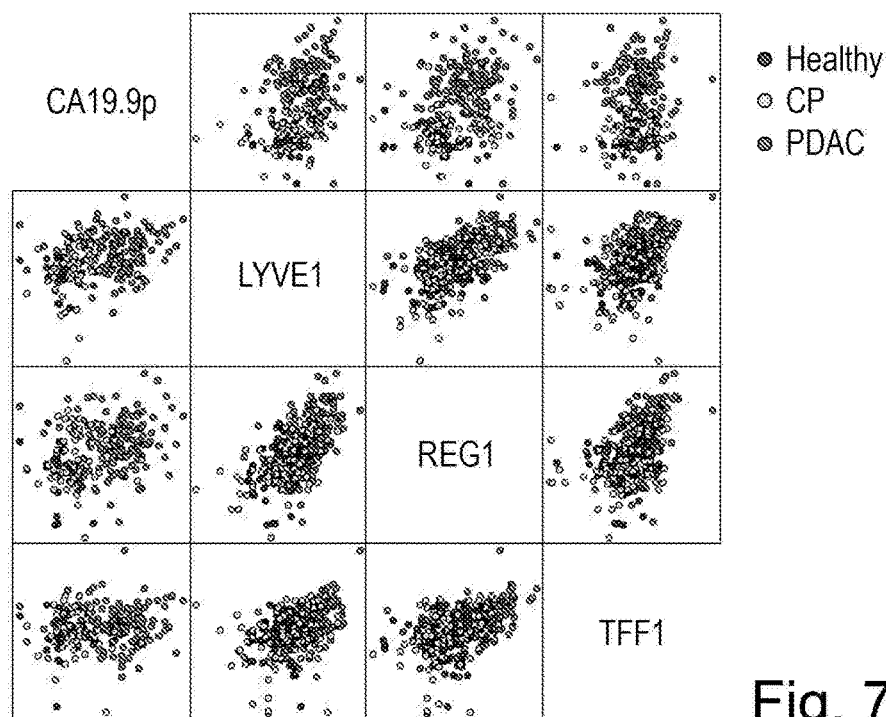 CA19.9p
Healthy
CP
PDAC
LYVE1
REG1
TFF1
Fig. 7